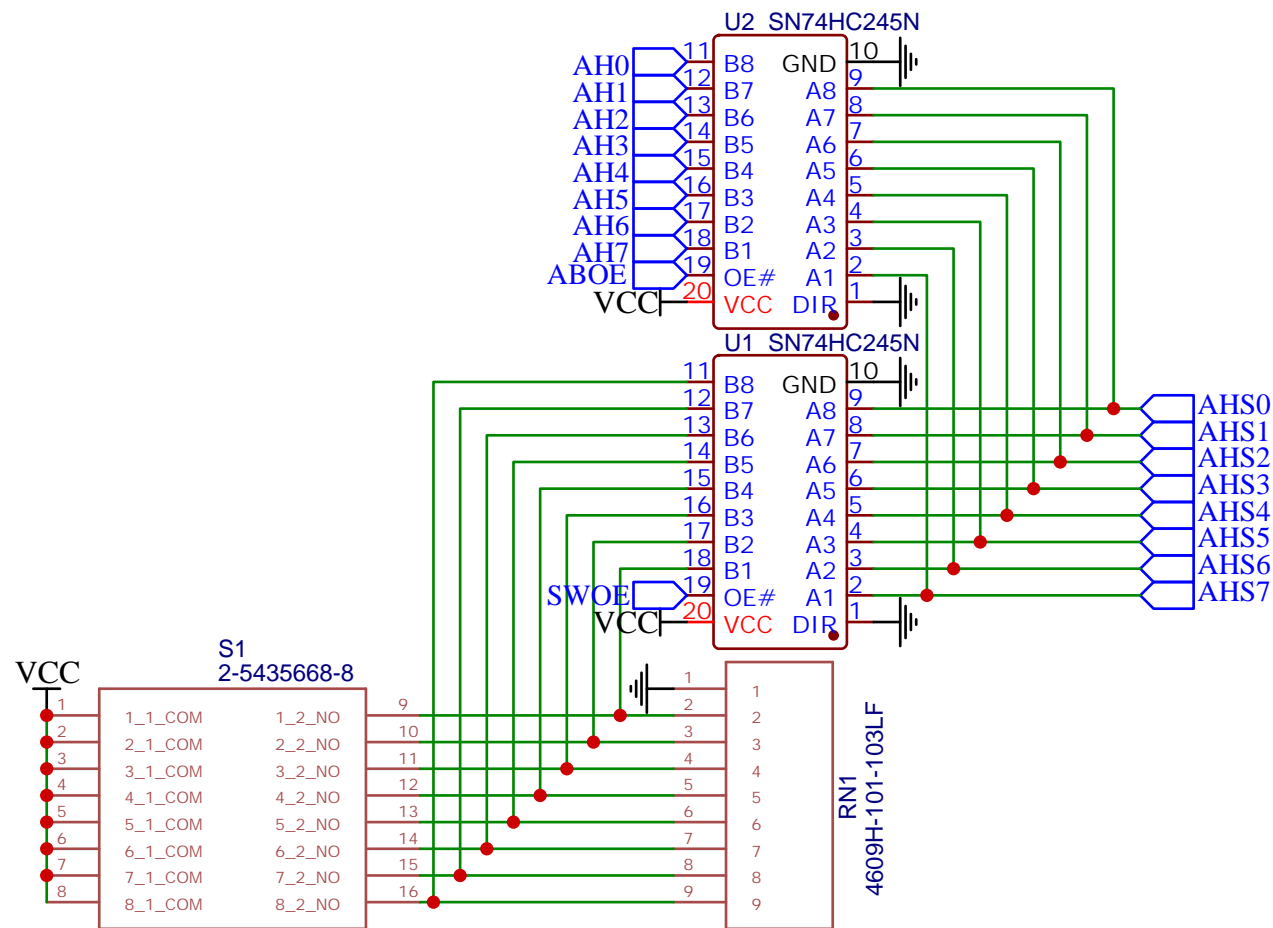 U2 SN74HC245N
AH0 11 B8 GND 10
AH1 12 B7 A8 9
AH2 13 B6 A7 8
AH3 14 B5 A6 7
AH4 15 B4 A5 6
AH5 16 B3 A4 5
AH6 17 B2 A3 4
AH7 18 B1 A2 3
ABOE 19 OE# A1 2
VCC 20 VCC DIR 1
U1 SN74HC245N
11 B8 GND 10
12 B7 A8 9 AHS0
13 B6 A7 8 AHS1
14 B5 A6 7 AHS2
15 B4 A5 6 AHS3
16 B3 A4 5 AHS4
17 B2 A3 4 AHS5
18 B1 A2 3 AHS6
SWOE 19 OE# A1 2 AHS7
VCC 20 VCC DIR 1
S1
2-5435668-8
VCC
1 1_1_COM 1_2_NO 9
2 2_1_COM 2_2_NO 10
3 3_1_COM 3_2_NO 11
4 4_1_COM 4_2_NO 12
5 5_1_COM 5_2_NO 13
6 6_1_COM 6_2_NO 14
7 7_1_COM 7_2_NO 15
8 8_1_COM 8_2_NO 16
1 1
2 2
3 3
4 4
5 5
6 6
7 7
8 8
9 9
RN1
4609H-101-103LF